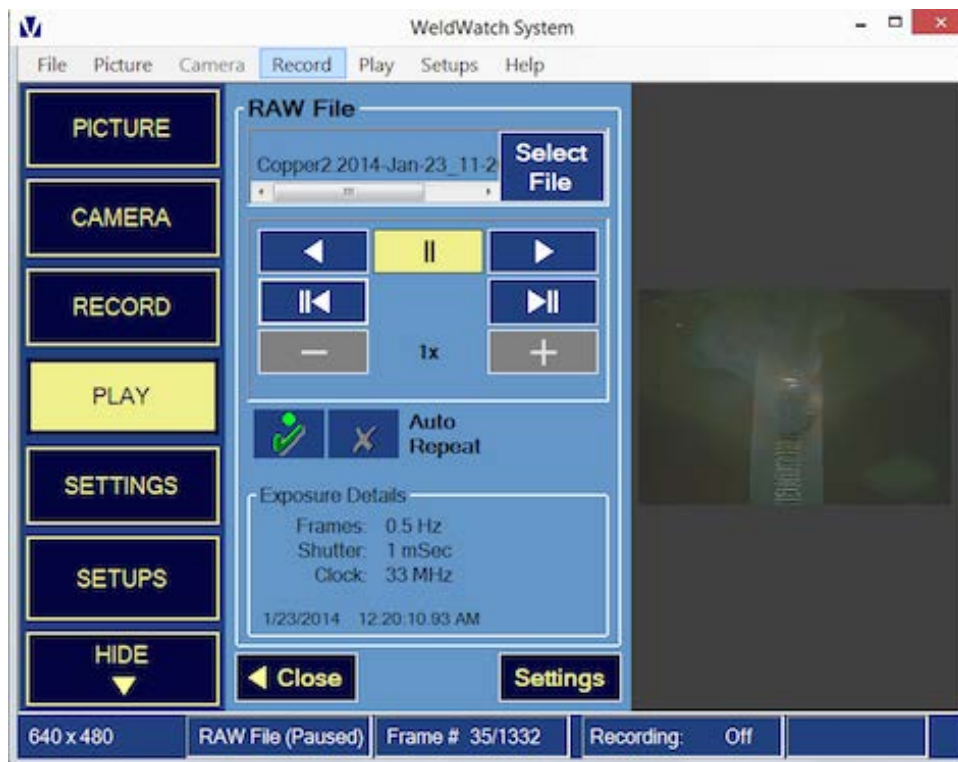 WeldWatch System
File Picture Camera Record Play Setups Help
PICTURE
CAMERA
RECORD
PLAY
SETTINGS
SETUPS
HIDE
RAW File
Copper2.2014-Jan-23_11-2
Select
File
1x
Auto
Repeat
Exposure Details
Frames: 0.5 Hz
Shutter: 1 mSec
Clock: 33 MHz
1/23/2014 12:20:10.93 AM
Close
Settings
640 x 480 RAW File (Paused) Frame # 35/1332 Recording: Off